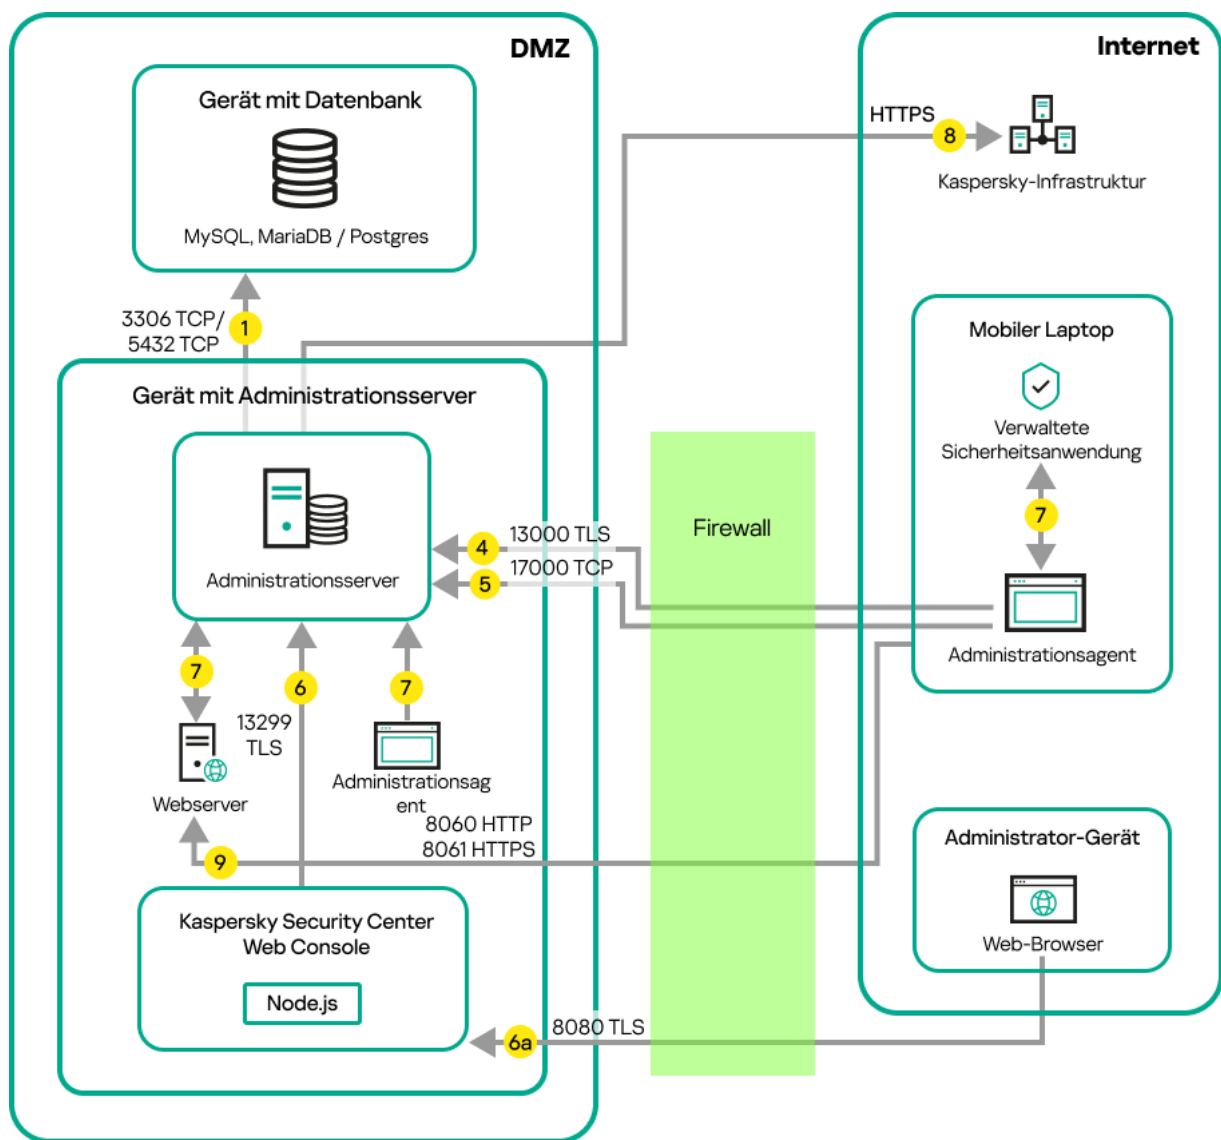 DMZ
Gerät mit Datenbank
MySQL, MariaDB / Postgres
3306 TCP/
5432 TCP
1
Gerät mit Administrationsserver
Administrationsserver
13000 TLS
4
17000 TCP
5
7
6
7
13299
TLS
Webserver
Administrationsag
ent
8060 HTTP
8061 HTTPS
9
Kaspersky Security Center
Web Console
Node.js
8080 TLS
6a
Firewall
Internet
HTTPS
8
Kaspersky-Infrastruktur
Mobiler Laptop
Verwaltete
Sicherheitsanwendung
7
Administrationsagent
Administrator-Gerät
Web-Browser